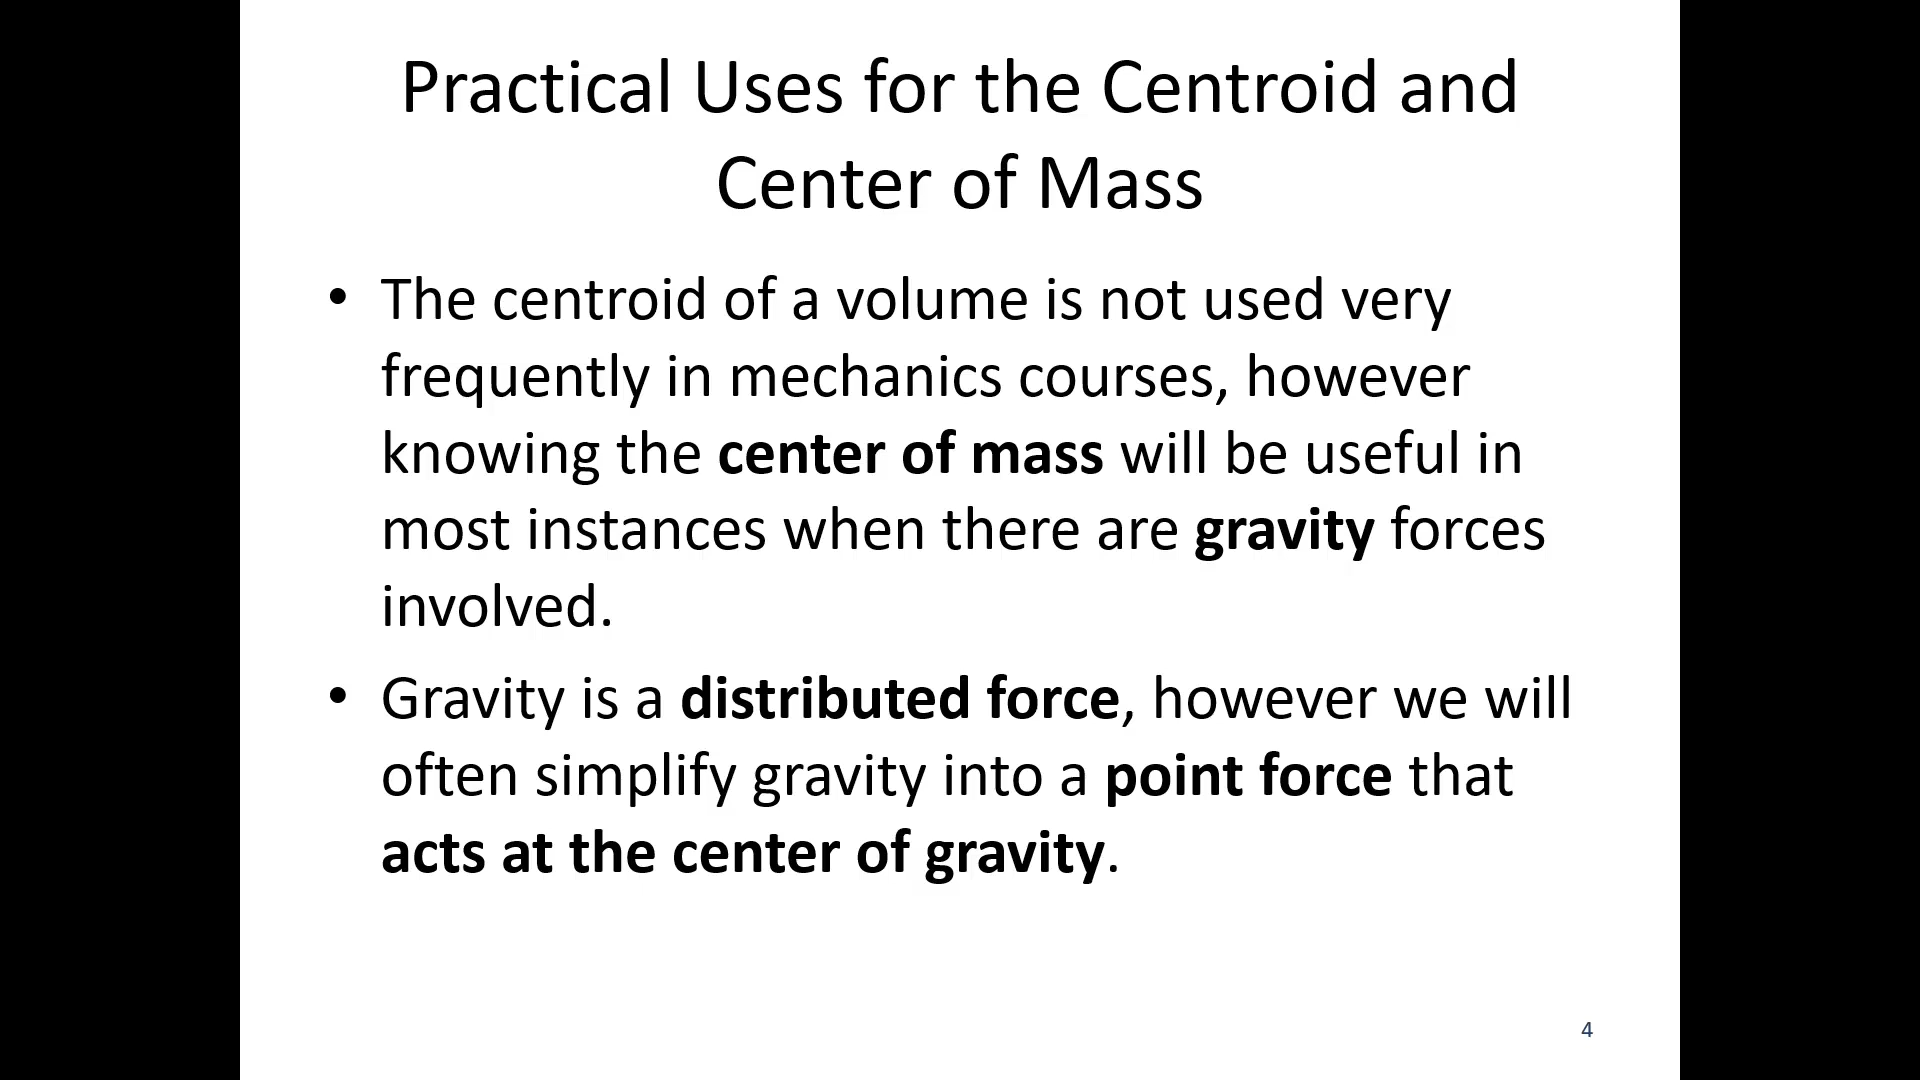 Practical Uses for the Centroid and
Center of Mass
• The centroid of a volume is not used very
frequently in mechanics courses, however
knowing the center of mass will be useful in
most instances when there are gravity forces
involved.
• Gravity is a distributed force, however we will
often simplify gravity into a point force that
acts at the center of gravity.
4